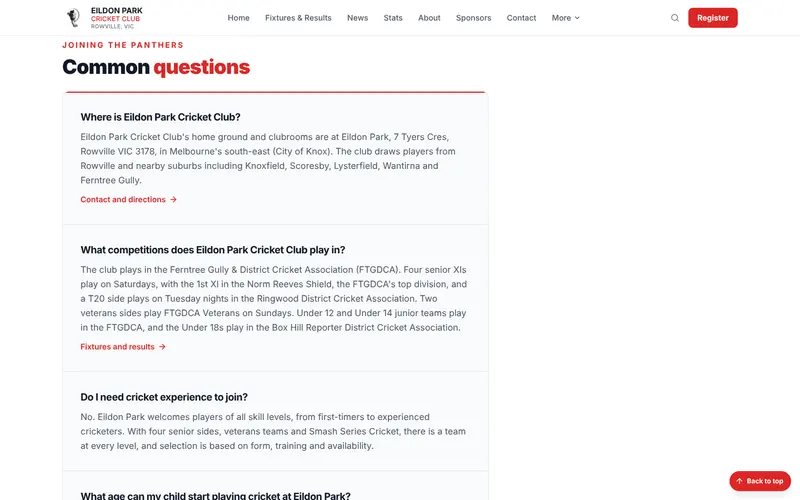 EILDON PARK
CRICKET CLUB
ROWVILLE, VIC
Home
Fixtures & Results
News
Stats
About
Sponsors
Contact
More
Register
JOINING THE PANTHERS
Common questions
Where is Eildon Park Cricket Club?
Eildon Park Cricket Club's home ground and clubrooms are at Eildon Park, 7 Tyers Cres,
Rowville VIC 3178, in Melbourne's south-east (City of Knox). The club draws players from
Rowville and nearby suburbs including Knoxfield, Scoresby, Lysterfield, Wantirna and
Ferntree Gully.
Contact and directions →
What competitions does Eildon Park Cricket Club play in?
The club plays in the Ferntree Gully & District Cricket Association (FTGDCA). Four senior XIs
play on Saturdays, with the 1st XI in the Norm Reeves Shield, the FTGDCA's top division, and
a T20 side plays on Tuesday nights in the Ringwood District Cricket Association. Two
veterans sides play FTGDCA Veterans on Sundays. Under 12 and Under 14 junior teams play
in the FTGDCA, and the Under 18s play in the Box Hill Reporter District Cricket Association.
Fixtures and results →
Do I need cricket experience to join?
No. Eildon Park welcomes players of all skill levels, from first-timers to experienced
cricketers. With four senior sides, veterans teams and Smash Series Cricket, there is a team
at every level, and selection is based on form, training and availability.
What age can my child start playing cricket at Eildon Park?
↑ Back to top